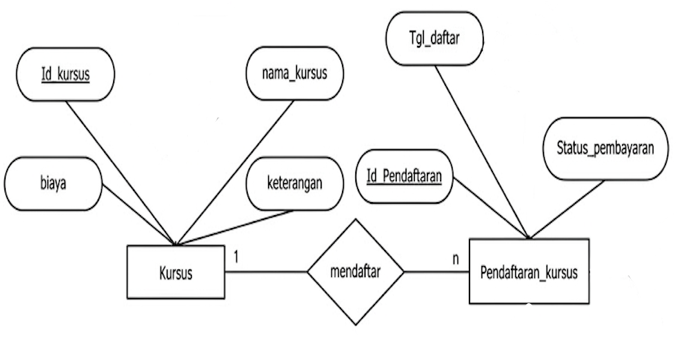 Tgl_daftar
Id_kursus
nama_kursus
Status_pembayaran
biaya
keterangan
Id_Pendaftaran
1
n
Kursus
mendaftar
Pendaftaran_kursus